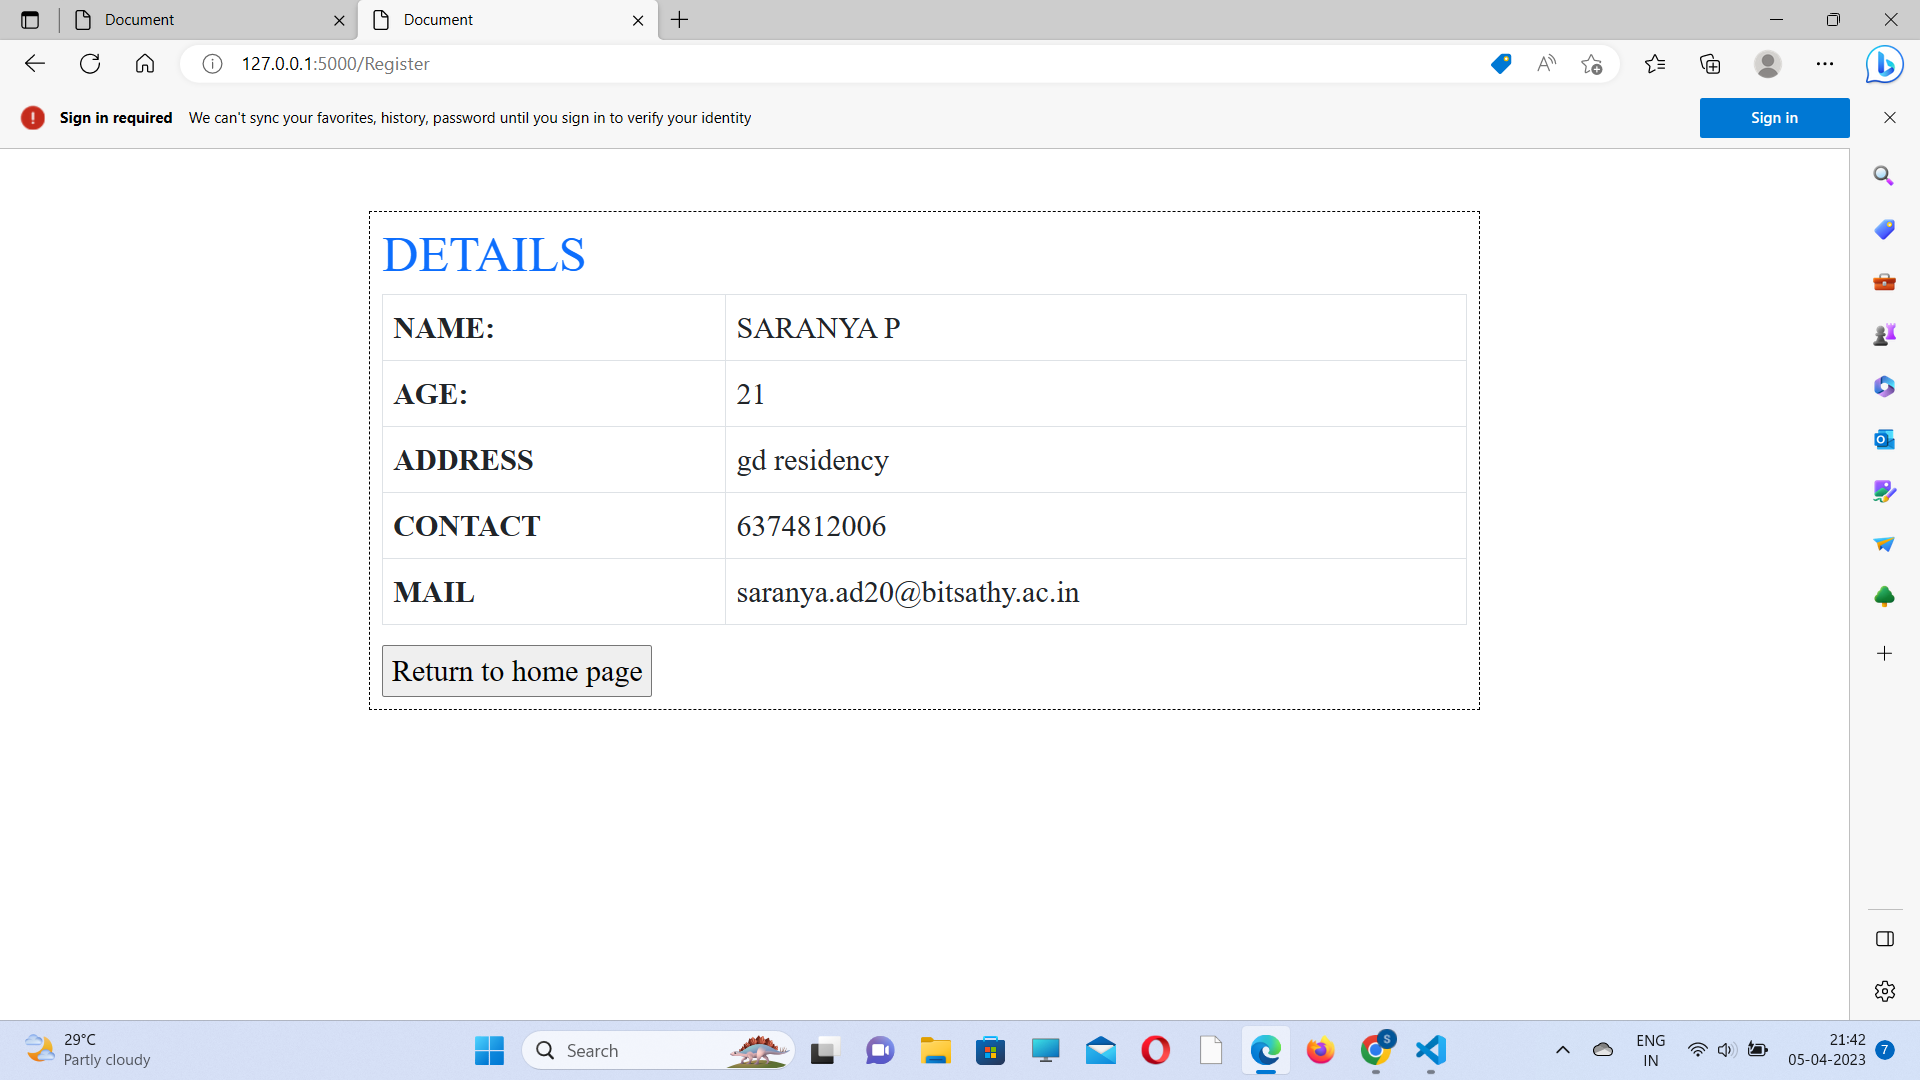 Document
Document
127.0.0.1:5000/Register
Sign in required We can't sync your favorites, history, password until you sign in to verify your identity
Sign in
DETAILS
NAME: SARANYA P
AGE: 21
ADDRESS gd residency
CONTACT 6374812006
MAIL saranya.ad20@bitsathy.ac.in
Return to home page
29°C
Partly cloudy
Search
S
ENG
IN
21:42
05-04-2023
7